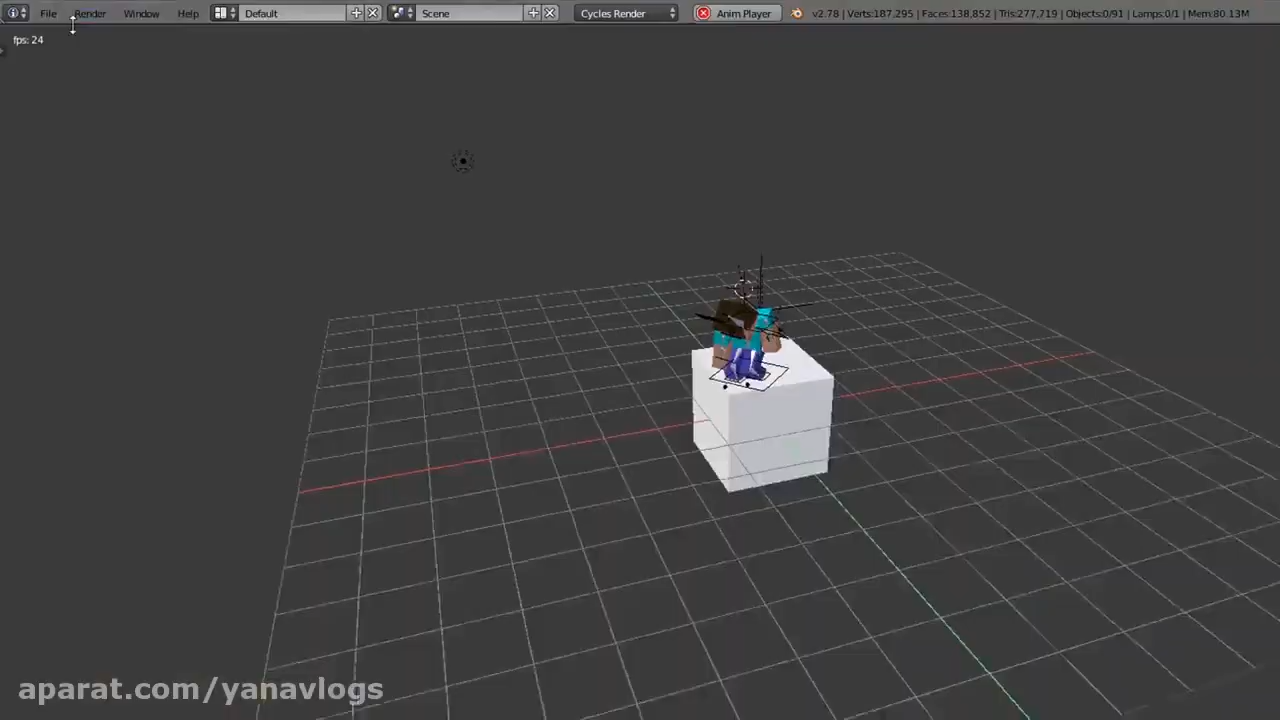 File Render Window Help Default Scene Cycles Render Anim Player v2.78 | Verts:187,295 | Faces:138,852 | Tris:277,719 | Objects:0/91 | Lamps:0/1 | Mem:80.13M
fps: 24
aparat.com/yanavlogs